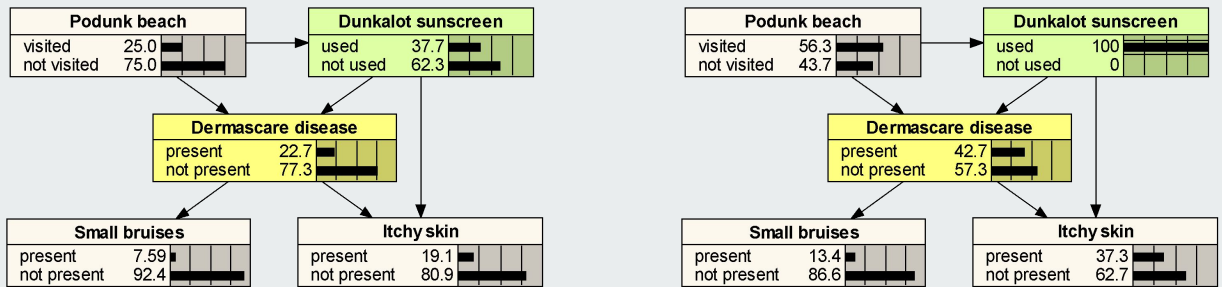 Podunk beach
visited 25.0
not visited 75.0
Dunkalot sunscreen
used 37.7
not used 62.3
Dermascare disease
present 22.7
not present 77.3
Small bruises
present 7.59
not present 92.4
Itchy skin
present 19.1
not present 80.9
Podunk beach
visited 56.3
not visited 43.7
Dunkalot sunscreen
used 100
not used 0
Dermascare disease
present 42.7
not present 57.3
Small bruises
present 13.4
not present 86.6
Itchy skin
present 37.3
not present 62.7